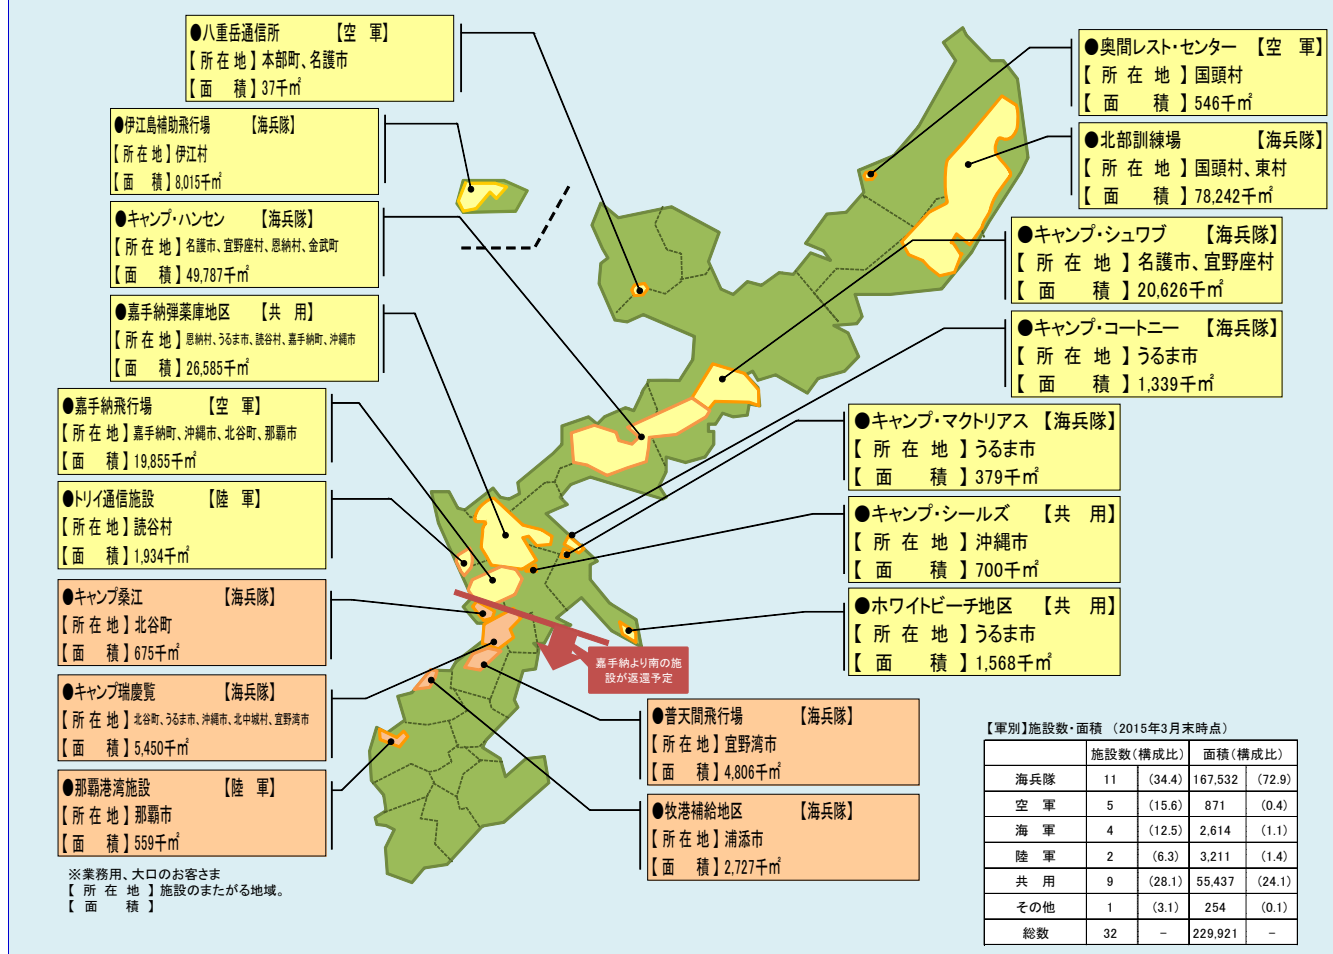 ●八重岳通信所 【空 軍】
【所在地】本部町、名護市
【面 積】37千㎡
●伊江島補助飛行場 【海兵隊】
【所在地】伊江村
【面 積】8,015千㎡
●キャンプ・ハンセン 【海兵隊】
【所在地】名護市、宜野座村、恩納村、金武町
【面 積】49,787千㎡
●嘉手納弾薬庫地区 【共 用】
【所在地】恩納村、うるま市、読谷村、嘉手納町、沖縄市
【面 積】26,585千㎡
●嘉手納飛行場 【空 軍】
【所在地】嘉手納町、沖縄市、北谷町、那覇市
【面 積】19,855千㎡
●トリイ通信施設 【陸 軍】
【所在地】読谷村
【面 積】1,934千㎡
●キャンプ桑江 【海兵隊】
【所在地】北谷町
【面 積】675千㎡
●キャンプ瑞慶覧 【海兵隊】
【所在地】北谷町、うるま市、沖縄市、北中城村、宜野湾市
【面 積】5,450千㎡
●那覇港湾施設 【陸 軍】
【所在地】那覇市
【面 積】559千㎡
※業務用、大口のお客さま
【 所 在 地 】施設のまたがる地域。
【 面 積 】
●奥間レスト・センター 【空 軍】
【 所 在 地 】国頭村
【 面 積 】546千㎡
●北部訓練場 【海兵隊】
【 所 在 地 】国頭村、東村
【 面 積 】78,242千㎡
●キャンプ・シュワブ 【海兵隊】
【 所 在 地 】名護市、宜野座村
【 面 積 】20,626千㎡
●キャンプ・コートニー 【海兵隊】
【 所 在 地 】うるま市
【 面 積 】1,339千㎡
●キャンプ・マクトリアス 【海兵隊】
【 所 在 地 】うるま市
【 面 積 】379千㎡
●キャンプ・シールズ 【共 用】
【 所 在 地 】沖縄市
【 面 積 】700千㎡
●ホワイトビーチ地区 【共 用】
【 所 在 地 】うるま市
【 面 積 】1,568千㎡
嘉手納より南の施
設が返還予定
●普天間飛行場 【海兵隊】
【所在地】宜野湾市
【面 積】4,806千㎡
●牧港補給地区 【海兵隊】
【所在地】浦添市
【面 積】2,727千㎡
【軍別】施設数・面積 （2015年3月末時点）
施設数(構成比) 面積(構成比)
海兵隊 11 (34.4) 167,532 (72.9)
空 軍 5 (15.6) 871 (0.4)
海 軍 4 (12.5) 2,614 (1.1)
陸 軍 2 (6.3) 3,211 (1.4)
共 用 9 (28.1) 55,437 (24.1)
その他 1 (3.1) 254 (0.1)
総数 32 － 229,921 －